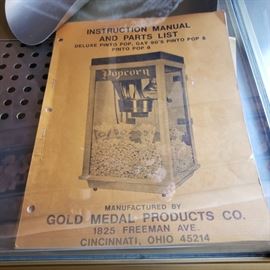 INSTRUCTION MANUAL
AND PARTS LIST
DELUXE PINTO POP, GAY 90'S PINTO POP &
PINTO POP 8
Popcorn
MANUFACTURED BY
GOLD MEDAL PRODUCTS CO.
1825 FREEMAN AVE.
CINCINNATI, OHIO 45214